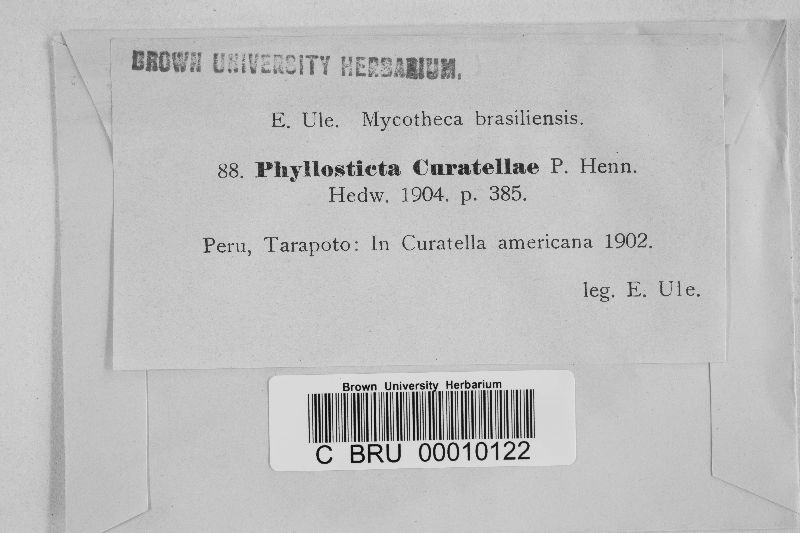 BROWN UNIVERSITY HERBARIUM.
E. Ule. Mycotheca brasiliensis.
88. Phyllosticta Curatellae P. Henn.
Hedw. 1904. p. 385.
Peru, Tarapoto: In Curatella americana 1902.
leg. E. Ule.
Brown University Herbarium
C BRU 00010122